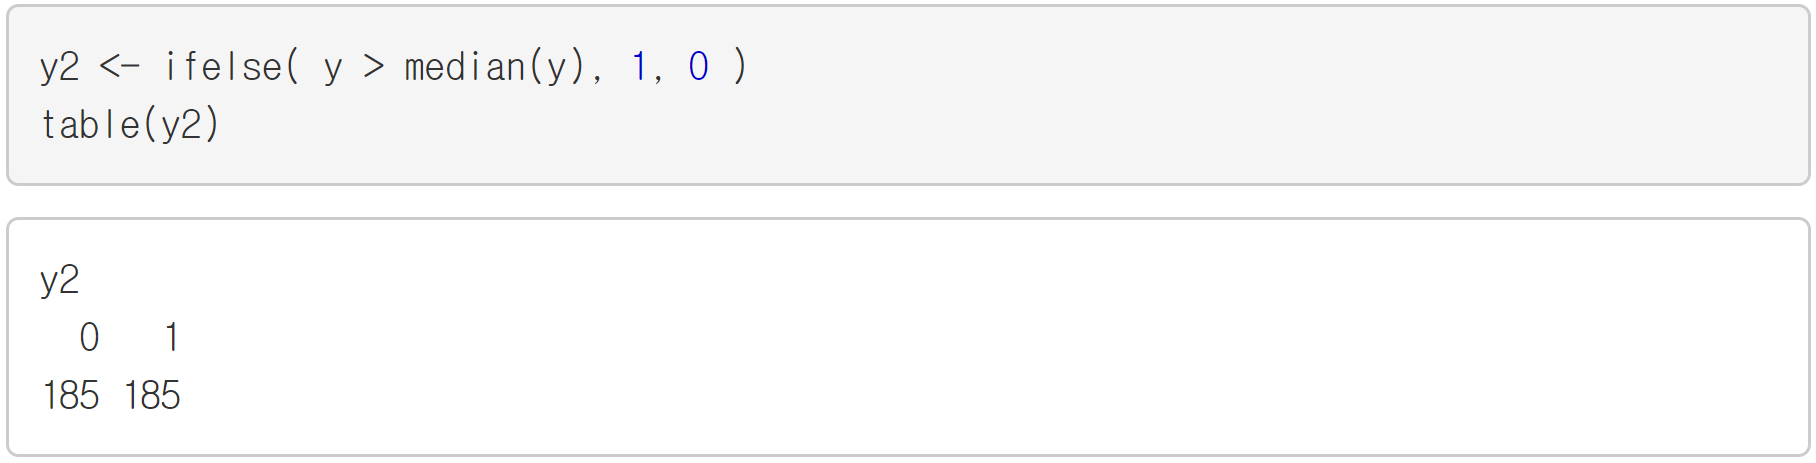 y2 <- ifelse( y > median(y), 1, 0 )
table(y2)
y2
  0   1
185 185